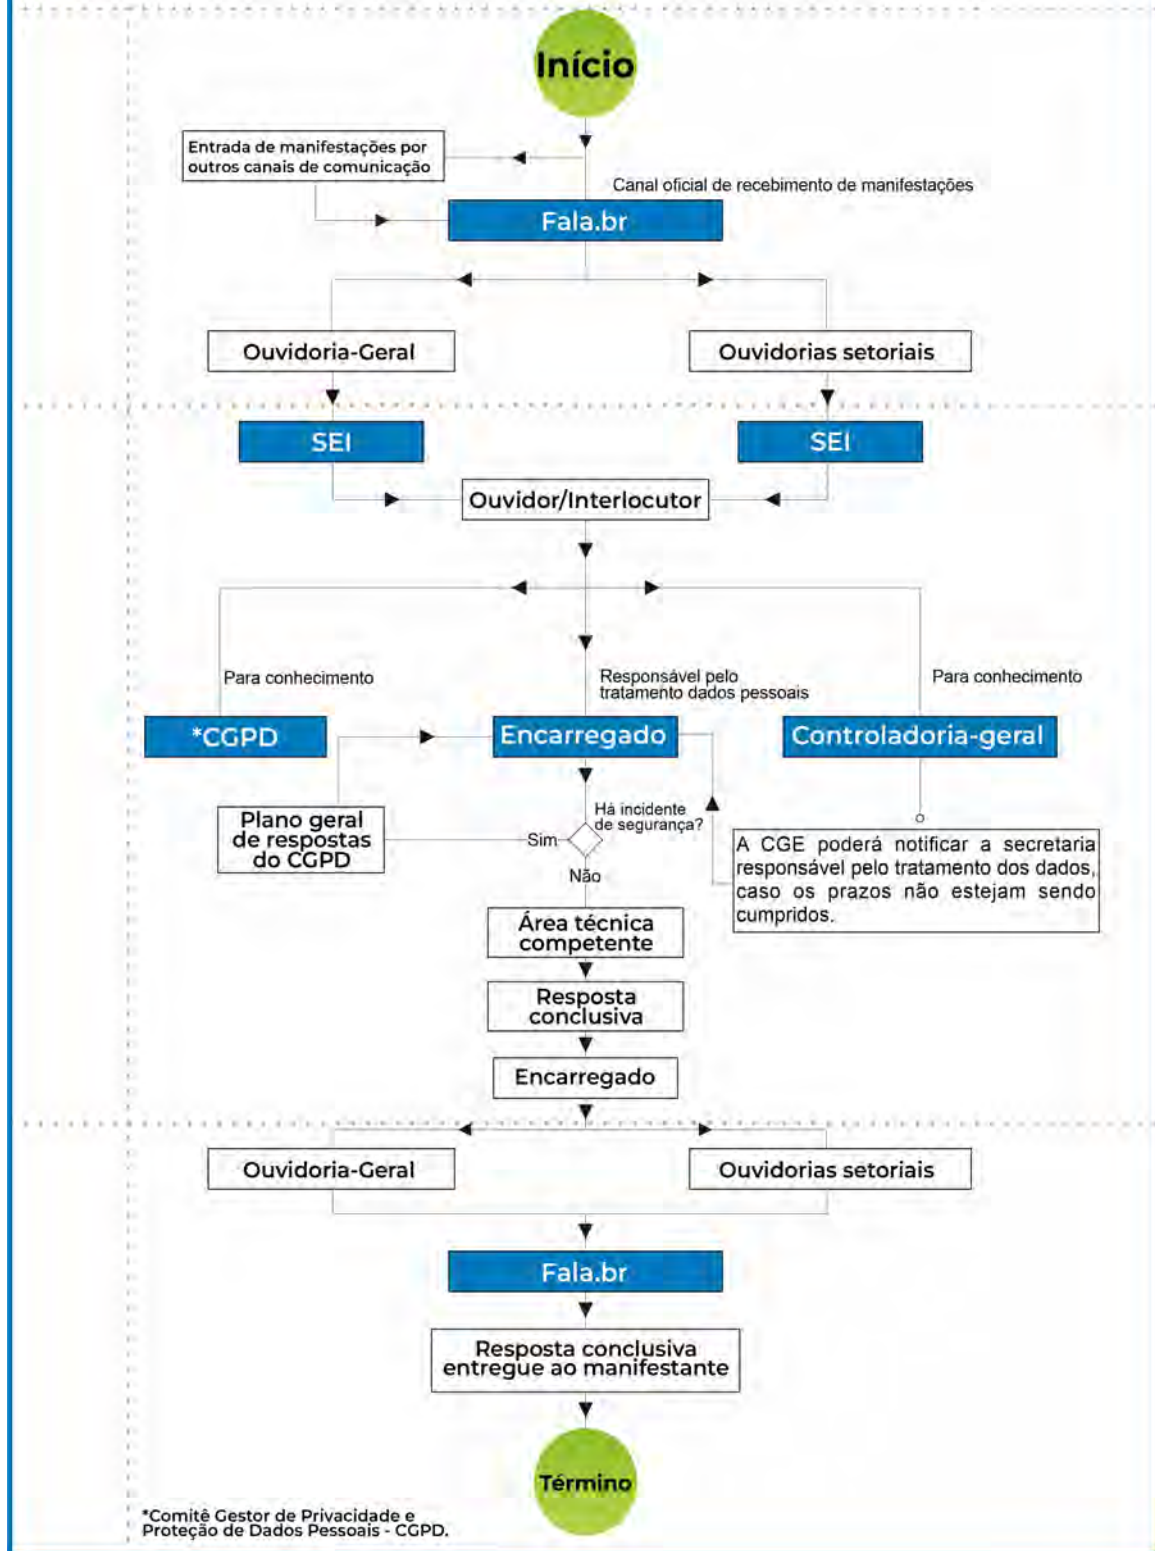 Início
Entrada de manifestações por
outros canais de comunicação
Canal oficial de recebimento de manifestações
Fala.br
Ouvidoria-Geral
Ouvidorias setoriais
SEI
SEI
Ouvidor/Interlocutor
Para conhecimento
Responsável pelo
tratamento dados pessoais
Para conhecimento
*CGPD
Encarregado
Controladoria-geral
Plano geral
de respostas
do CGPD
Sim
Há incidente
de segurança?
Não
A CGE poderá notificar a secretaria
responsável pelo tratamento dos dados,
caso os prazos não estejam sendo
cumpridos.
Área técnica
competente
Resposta
conclusiva
Encarregado
Ouvidoria-Geral
Ouvidorias setoriais
Fala.br
Resposta conclusiva
entregue ao manifestante
Término
*Comitê Gestor de Privacidade e
Proteção de Dados Pessoais - CGPD.